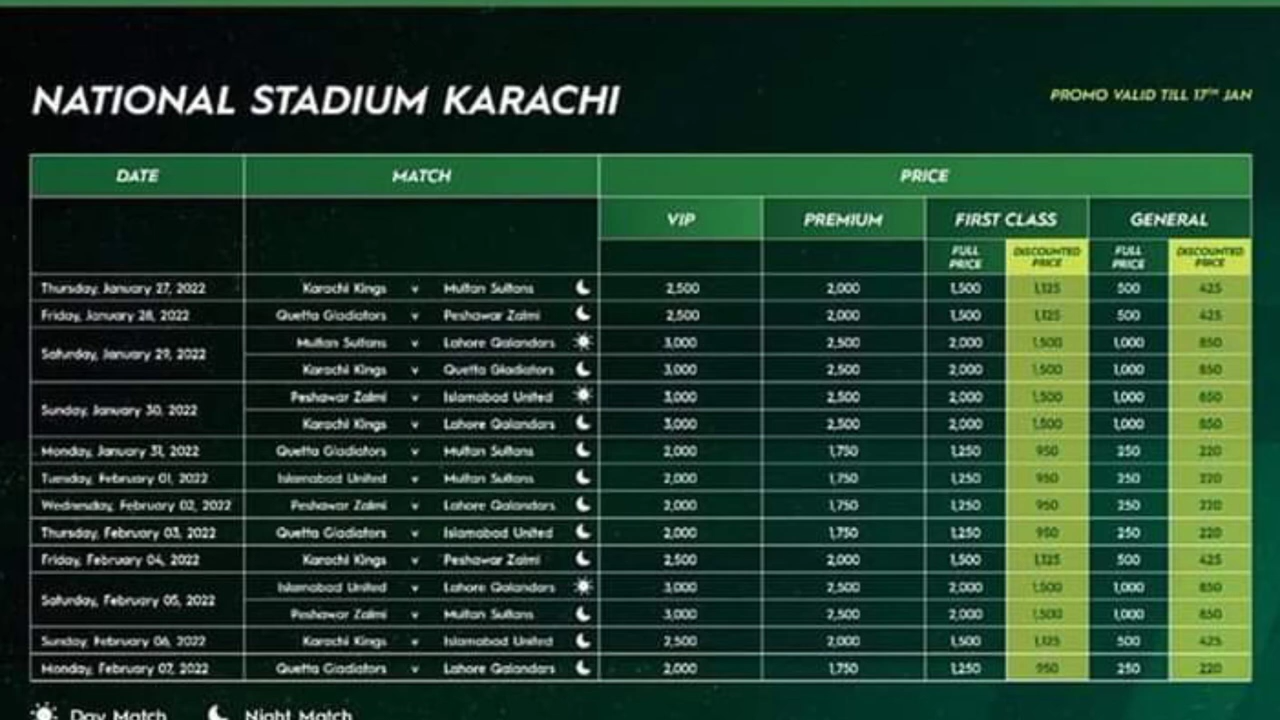 NATIONAL STADIUM KARACHI
PROMO VALID TILL 17TH JAN
DATE MATCH PRICE
VIP PREMIUM FIRST CLASS GENERAL
FULL PRICE DISCOUNTED PRICE FULL PRICE DISCOUNTED PRICE
Thursday, January 27, 2022 Karachi Kings v Multan Sultans 2,500 2,000 1,500 1,125 500 425
Friday, January 28, 2022 Quetta Gladiators v Peshawar Zalmi 2,500 2,000 1,500 1,125 500 425
Saturday, January 29, 2022 Multan Sultans v Lahore Qalandars 3,000 2,500 2,000 1,500 1,000 850
Karachi Kings v Quetta Gladiators 3,000 2,500 2,000 1,500 1,000 850
Sunday, January 30, 2022 Peshawar Zalmi v Islamabad United 3,000 2,500 2,000 1,500 1,000 850
Karachi Kings v Lahore Qalandars 3,000 2,500 2,000 1,500 1,000 850
Monday, January 31, 2022 Quetta Gladiators v Multan Sultans 2,000 1,750 1,250 950 250 220
Tuesday, February 01, 2022 Islamabad United v Multan Sultans 2,000 1,750 1,250 950 250 220
Wednesday, February 02, 2022 Peshawar Zalmi v Lahore Qalandars 2,000 1,750 1,250 950 250 220
Thursday, February 03, 2022 Quetta Gladiators v Islamabad United 2,000 1,750 1,250 950 250 220
Friday, February 04, 2022 Karachi Kings v Peshawar Zalmi 2,500 2,000 1,500 1,125 500 425
Saturday, February 05, 2022 Islamabad United v Lahore Qalandars 3,000 2,500 2,000 1,500 1,000 850
Peshawar Zalmi v Multan Sultans 3,000 2,500 2,000 1,500 1,000 850
Sunday, February 06, 2022 Karachi Kings v Islamabad United 2,500 2,000 1,500 1,125 500 425
Monday, February 07, 2022 Quetta Gladiators v Lahore Qalandars 2,000 1,750 1,250 950 250 220
Day Match Night Match